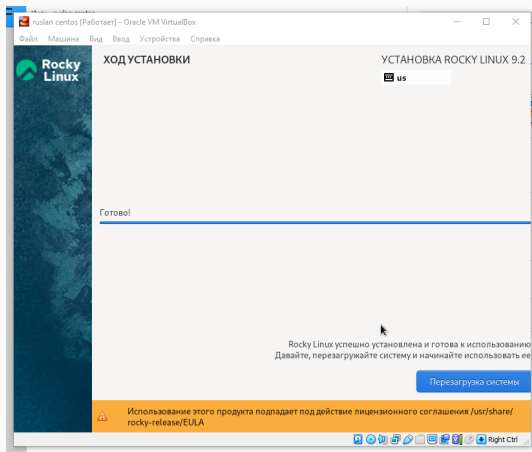 ruslan centos [Работает] - Oracle VM VirtualBox
Файл Машина Вид Ввод Устройства Справка
Rocky
Linux
ХОД УСТАНОВКИ
УСТАНОВКА ROCKY LINUX 9.2
us
Готово!
Rocky Linux успешно установлена и готова к использованию
Давайте, перезагружайте систему и начинайте использовать ее
Перезагрузка системы
Использование этого продукта подпадает под действие лицензионного соглашения /usr/share/
rocky-release/EULA
Right Ctrl